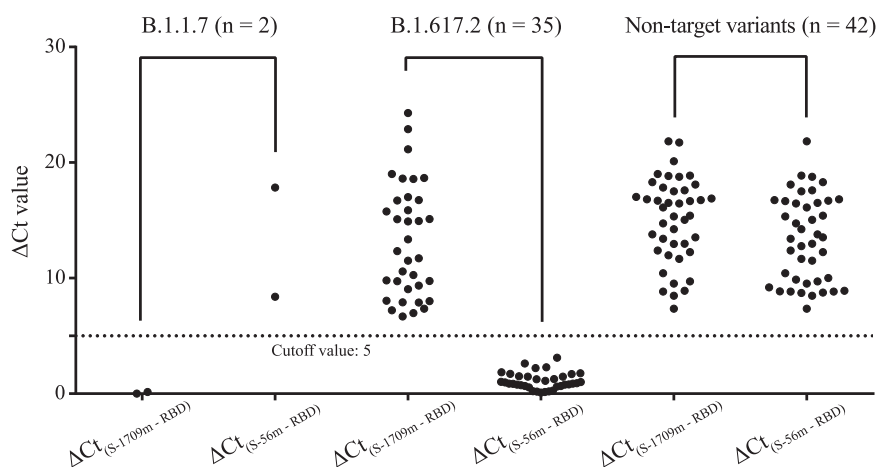 B.1.1.7 (n = 2) B.1.617.2 (n = 35) Non-target variants (n = 42)
30
20
10
0
ΔCt value
Cutoff value: 5
ΔCt(S-1709m - RBD) ΔCt(S-56m - RBD) ΔCt(S-1709m - RBD) ΔCt(S-56m - RBD) ΔCt(S-1709m - RBD) ΔCt(S-56m - RBD)